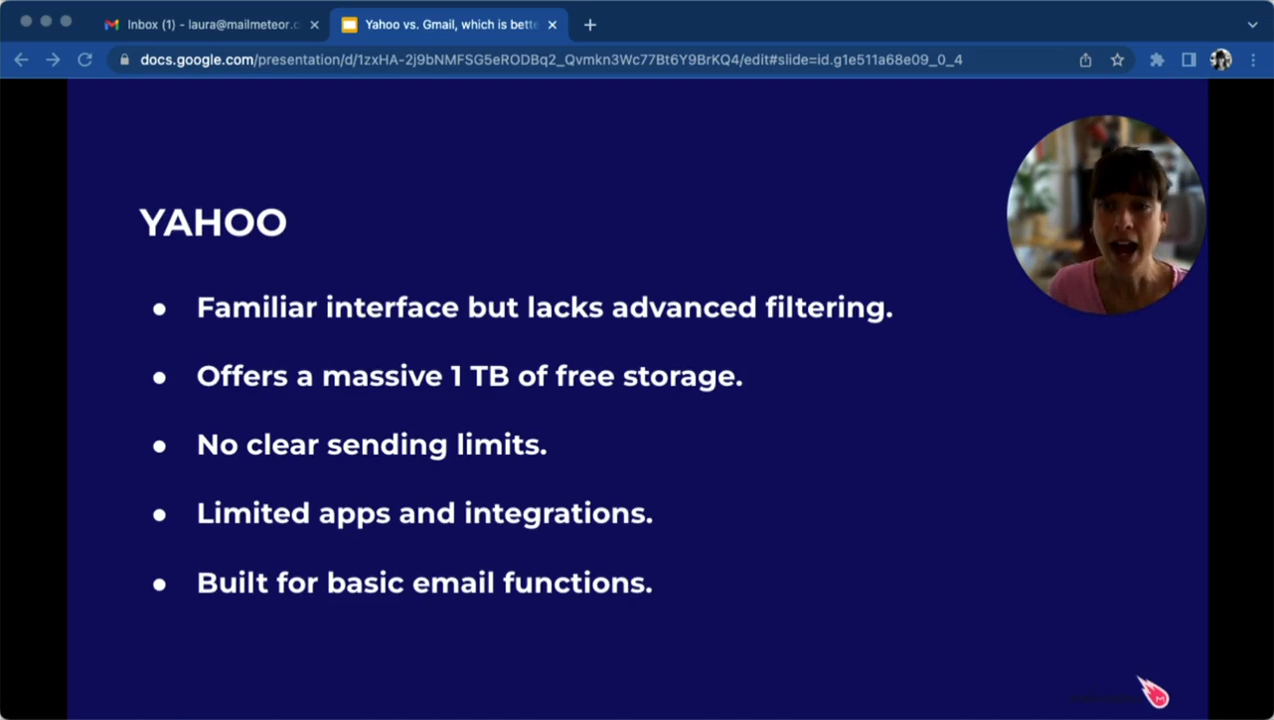 Inbox (1) - laura@mailmeteor.c
Yahoo vs. Gmail, which is bette
docs.google.com/presentation/d/1zxHA-2j9bNMFSG5eRODBq2_Qvmkn3Wc77Bt6Y9BrKQ4/edit#slide=id.g1e511a68e09_0_4
YAHOO
● Familiar interface but lacks advanced filtering.
● Offers a massive 1 TB of free storage.
● No clear sending limits.
● Limited apps and integrations.
● Built for basic email functions.